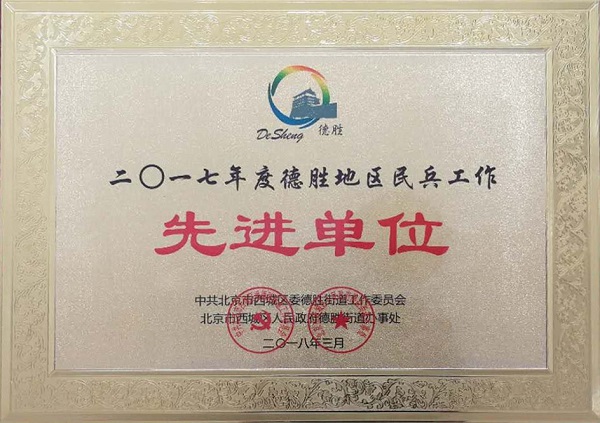 DeSheng 德胜
二〇一七年度德胜地区民兵工作
先进单位
中共北京市西城区委德胜街道工作委员会
北京市西城区人民政府德胜街道办事处
二〇一八年三月